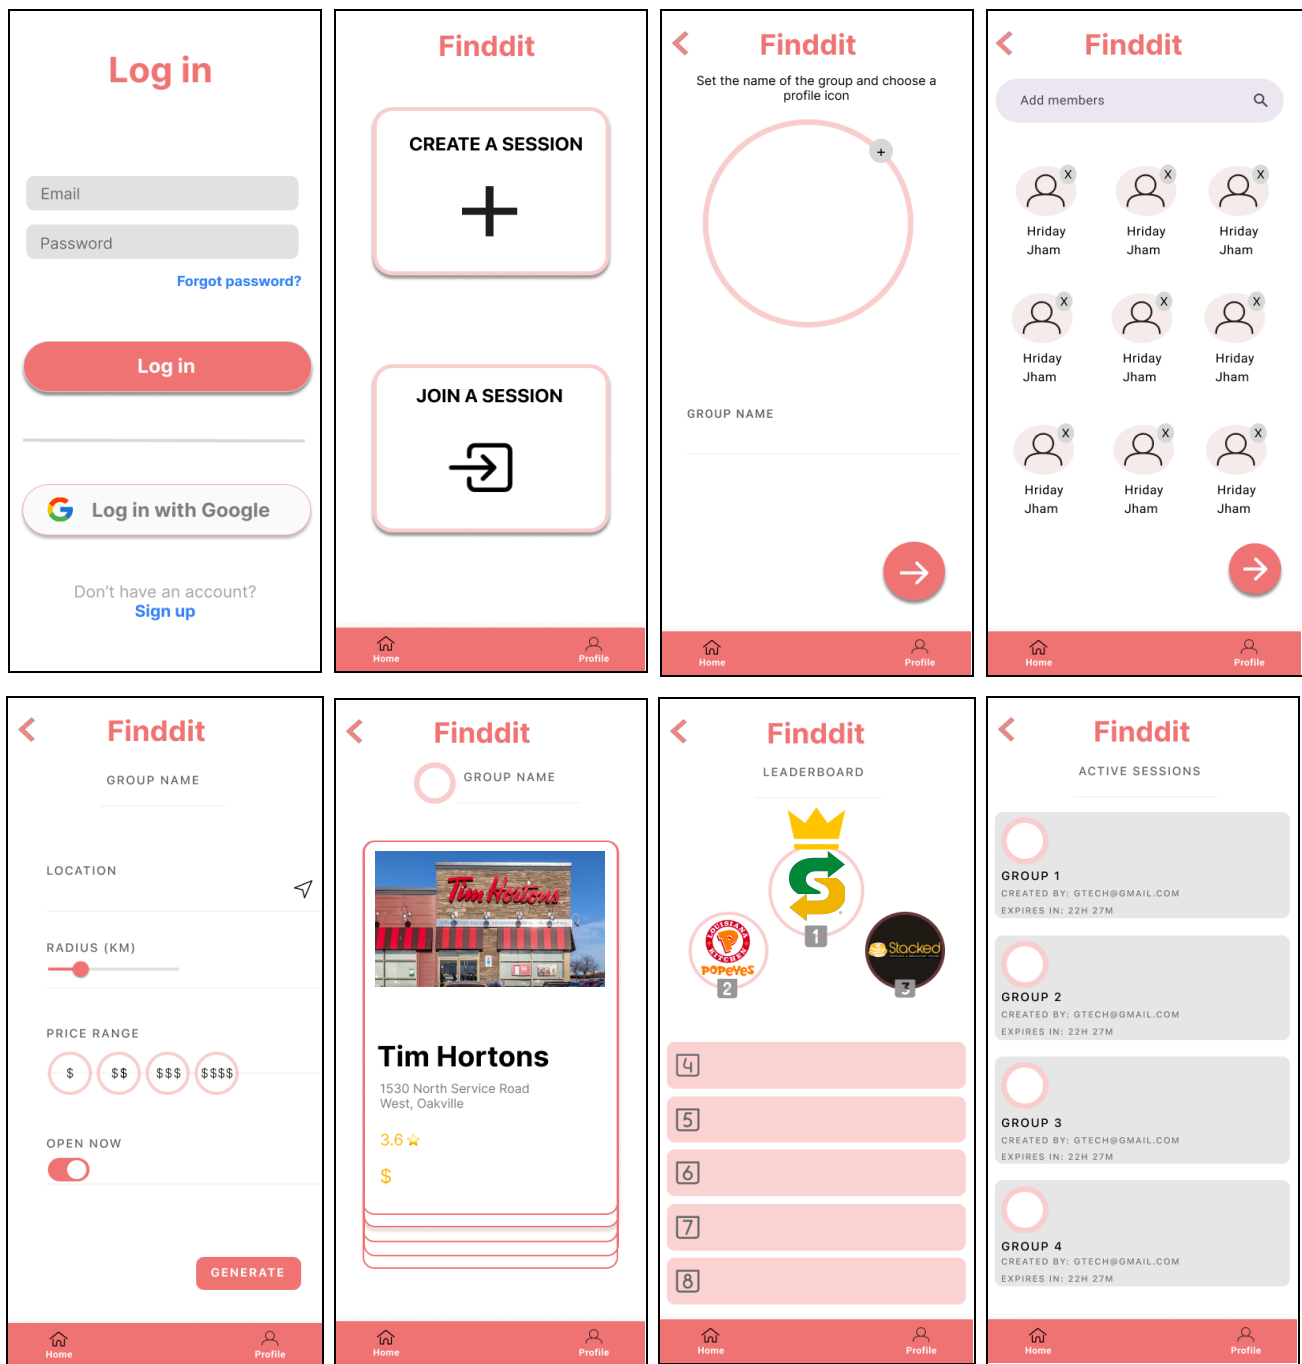 Log in
Email
Password
Forgot password?
Log in
Log in with Google
Don't have an account?
Sign up
Finddit
CREATE A SESSION
JOIN A SESSION
Home
Profile
Finddit
Set the name of the group and choose a
profile icon
+
GROUP NAME
Home
Profile
Finddit
Add members
X
X
X
Hriday
Jham
Hriday
Jham
Hriday
Jham
X
X
X
Hriday
Jham
Hriday
Jham
Hriday
Jham
X
X
X
Hriday
Jham
Hriday
Jham
Hriday
Jham
Home
Profile
Finddit
GROUP NAME
LOCATION
RADIUS (KM)
PRICE RANGE
$ $$ $$$ $$$$
OPEN NOW
GENERATE
Home
Profile
Finddit
GROUP NAME
Tim Hortons
Tim Hortons
1530 North Service Road
West, Oakville
3.6
$
Home
Profile
Finddit
LEADERBOARD
1
LOUISIANA
KITCHEN
POPEYES
2
Stacked
3
4
5
6
7
8
Home
Profile
Finddit
ACTIVE SESSIONS
GROUP 1
CREATED BY: GTECH@GMAIL.COM
EXPIRES IN: 22H 27M
GROUP 2
CREATED BY: GTECH@GMAIL.COM
EXPIRES IN: 22H 27M
GROUP 3
CREATED BY: GTECH@GMAIL.COM
EXPIRES IN: 22H 27M
GROUP 4
CREATED BY: GTECH@GMAIL.COM
EXPIRES IN: 22H 27M
Home
Profile